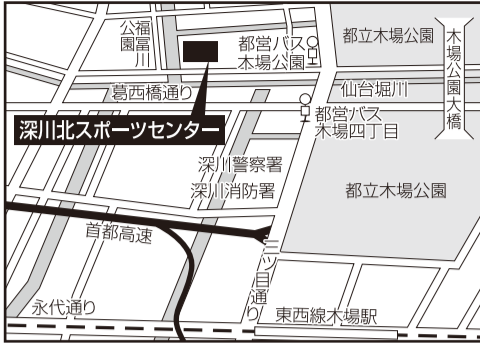 福富川
公園
都営バス
木場公園
都立木場公園
木場公園大橋
葛西橋通り
仙台堀川
都営バス
木場四丁目
深川北スポーツセンター
深川警察署
深川消防署
都立木場公園
首都高速
三ツ目通り
永代通り
東西線木場駅